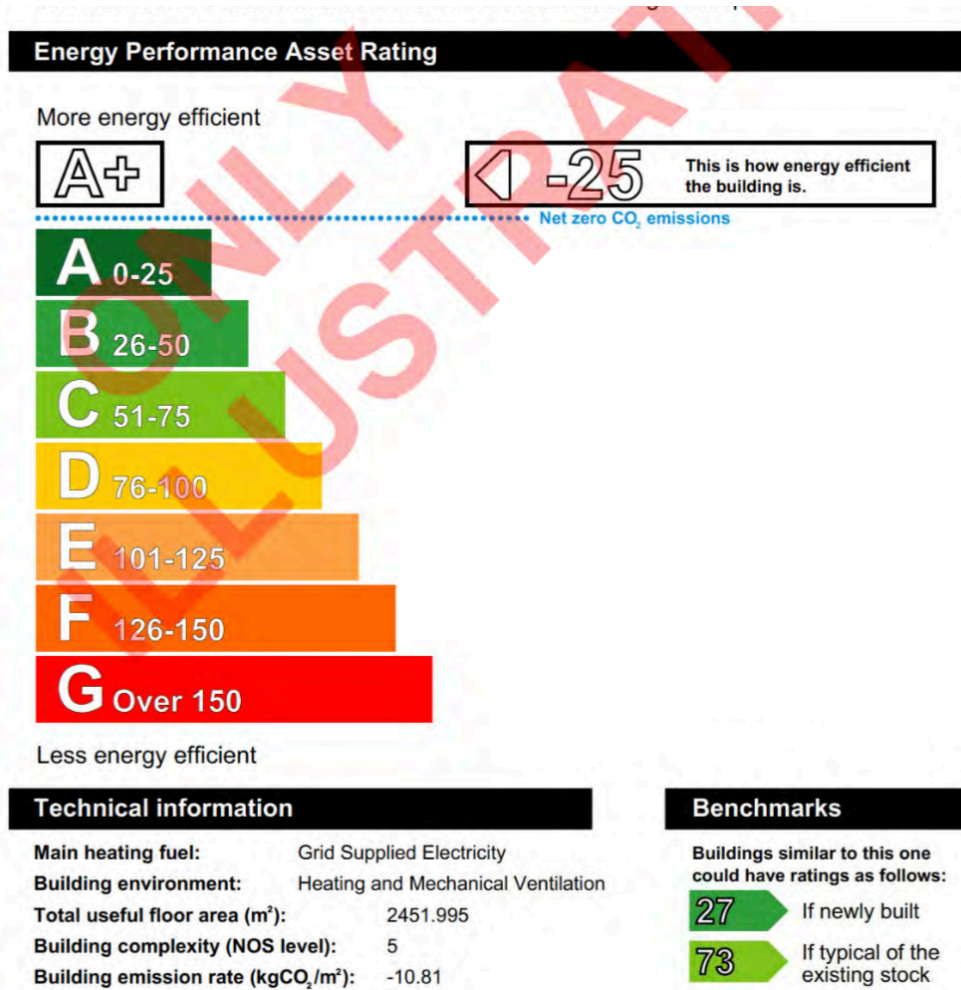 Energy Performance Asset Rating
More energy efficient
A+
-25
This is how energy efficient
the building is.
Net zero CO₂ emissions
A 0-25
B 26-50
C 51-75
D 76-100
E 101-125
F 126-150
G Over 150
Less energy efficient
ONLY
ILLUSTRAT
Technical information
Main heating fuel: Grid Supplied Electricity
Building environment: Heating and Mechanical Ventilation
Total useful floor area (m²): 2451.995
Building complexity (NOS level): 5
Building emission rate (kgCO₂/m²): -10.81
Benchmarks
Buildings similar to this one
could have ratings as follows:
27 If newly built
73 If typical of the
existing stock